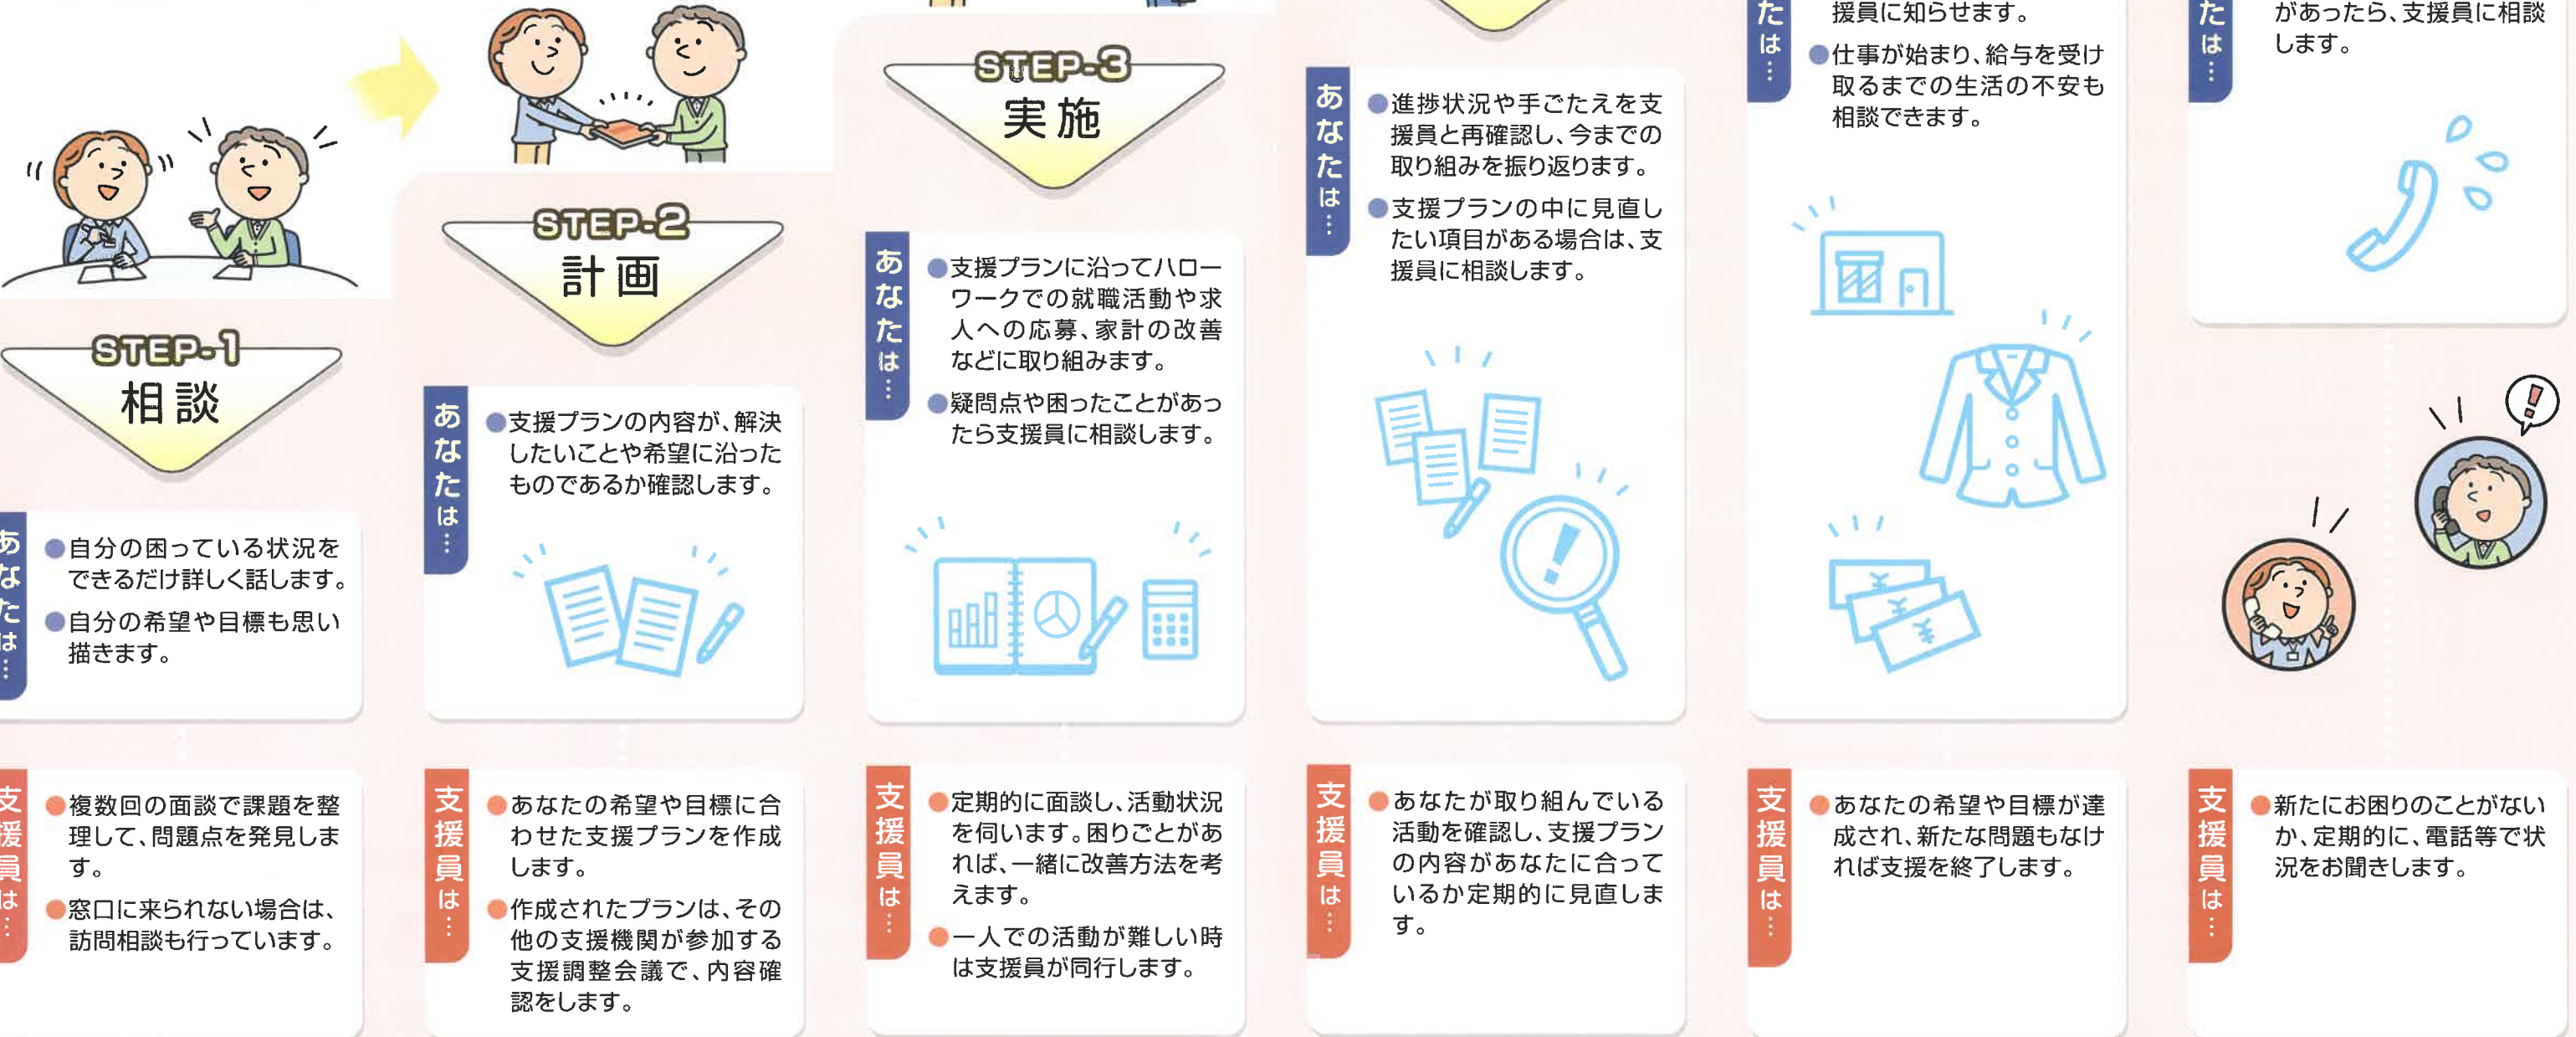 STEP-1
相談
あなたは…
●自分の困っている状況を
できるだけ詳しく話します。
●自分の希望や目標も思い
描きます。
支援員は…
●複数回の面談で課題を整
理して、問題点を発見しま
す。
●窓口に来られない場合は、
訪問相談も行っています。
STEP-2
計画
あなたは…
●支援プランの内容が、解決
したいことや希望に沿った
ものであるか確認します。
支援員は…
●あなたの希望や目標に合
わせた支援プランを作成
します。
●作成されたプランは、その
他の支援機関が参加する
支援調整会議で、内容確
認をします。
STEP-3
実施
あなたは…
●支援プランに沿ってハロー
ワークでの就職活動や求
人への応募、家計の改善
などに取り組みます。
●疑問点や困ったことがあっ
たら支援員に相談します。
支援員は…
●定期的に面談し、活動状況
を伺います。困りごとがあ
れば、一緒に改善方法を考
えます。
●一人での活動が難しい時
は支援員が同行します。
あなたは…
●進捗状況や手ごたえを支
援員と再確認し、今までの
取り組みを振り返ります。
●支援プランの中に見直し
たい項目がある場合は、支
援員に相談します。
支援員は…
●あなたが取り組んでいる
活動を確認し、支援プラン
の内容があなたに合って
いるか定期的に見直しま
す。
たは…
援員に知らせます。
●仕事が始まり、給与を受け
取るまでの生活の不安も
相談できます。
支援員は…
●あなたの希望や目標が達
成され、新たな問題もなけ
れば支援を終了します。
たは…
があったら、支援員に相談
します。
支援員は…
●新たにお困りのことがない
か、定期的に、電話等で状
況をお聞きします。